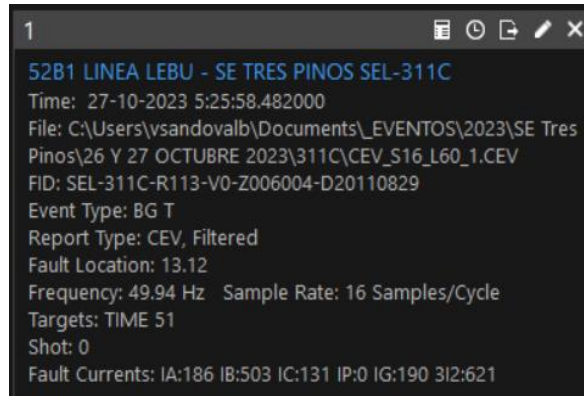 1
52B1 LINEA LEBU - SE TRES PINOS SEL-311C
Time: 27-10-2023 5:25:58.482000
File: C:\Users\vsandovalb\Documents\_EVENTOS\2023\SE Tres
Pinos\26 Y 27 OCTUBRE 2023\311C\CEV_S16_L60_1.CEV
FID: SEL-311C-R113-V0-Z006004-D20110829
Event Type: BG T
Report Type: CEV, Filtered
Fault Location: 13.12
Frequency: 49.94 Hz Sample Rate: 16 Samples/Cycle
Targets: TIME 51
Shot: 0
Fault Currents: IA:186 IB:503 IC:131 IP:0 IG:190 3I2:621